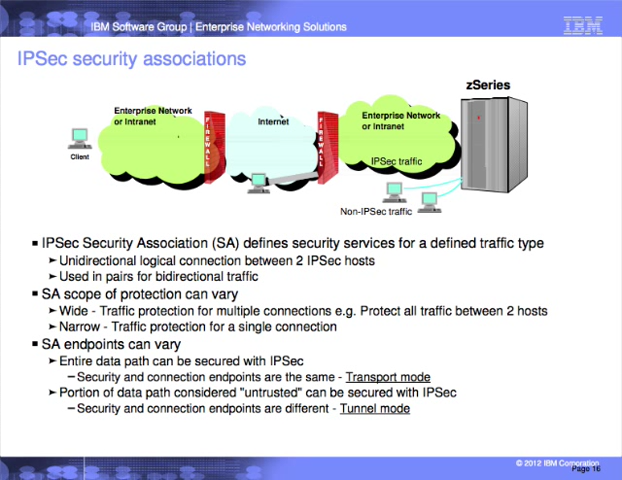 IBM Software Group | Enterprise Networking Solutions
IBM
IPSec security associations
zSeries
Enterprise Network
or Intranet
FIREWALL
Internet
FIREWALL
Enterprise Network
or Intranet
Client
IPSec traffic
Non-IPSec traffic
▪ IPSec Security Association (SA) defines security services for a defined traffic type
➤ Unidirectional logical connection between 2 IPSec hosts
➤ Used in pairs for bidirectional traffic
▪ SA scope of protection can vary
➤ Wide - Traffic protection for multiple connections e.g. Protect all traffic between 2 hosts
➤ Narrow - Traffic protection for a single connection
▪ SA endpoints can vary
➤ Entire data path can be secured with IPSec
– Security and connection endpoints are the same - Transport mode
➤ Portion of data path considered "untrusted" can be secured with IPSec
– Security and connection endpoints are different - Tunnel mode
© 2012 IBM Corporation
Page 16